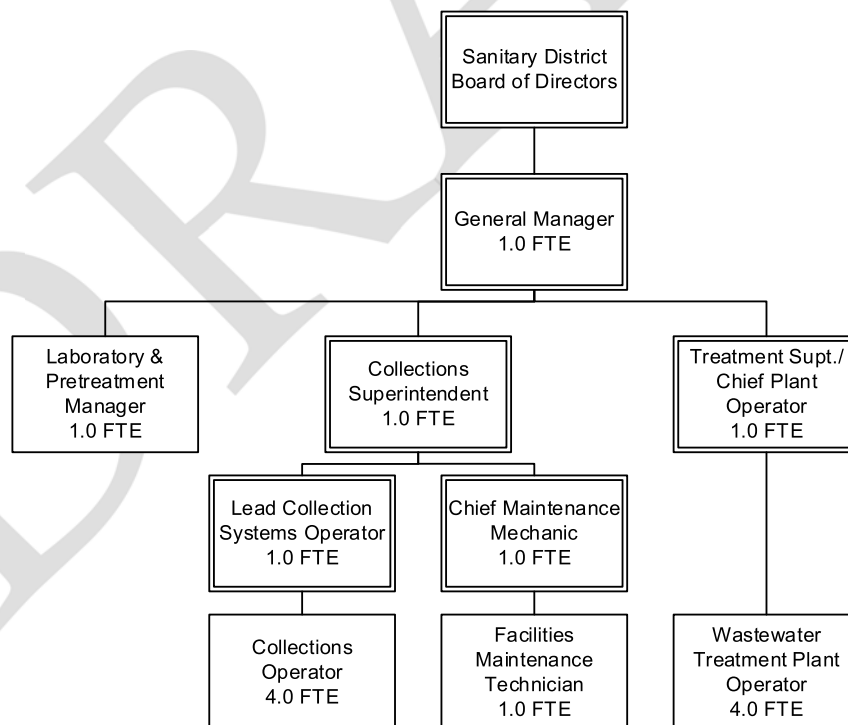 Sanitary District
Board of Directors
General Manager
1.0 FTE
Laboratory &
Pretreatment
Manager
1.0 FTE
Collections
Superintendent
1.0 FTE
Treatment Supt./
Chief Plant
Operator
1.0 FTE
Lead Collection
Systems Operator
1.0 FTE
Chief Maintenance
Mechanic
1.0 FTE
Collections
Operator
4.0 FTE
Facilities
Maintenance
Technician
1.0 FTE
Wastewater
Treatment Plant
Operator
4.0 FTE